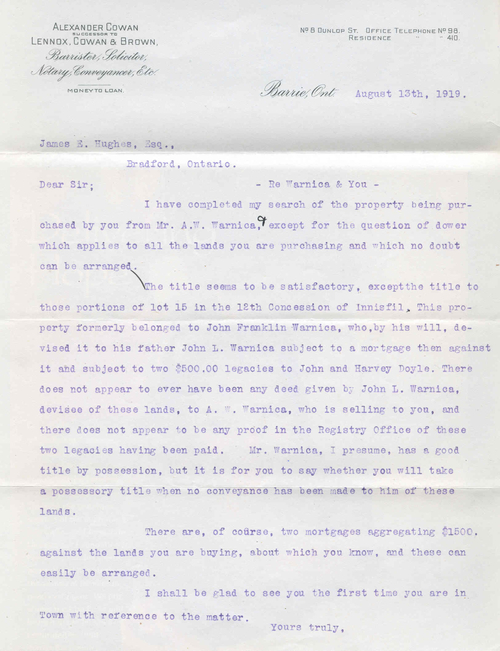 ALEXANDER COWAN
SUCCESSOR TO
LENNOX, COWAN & BROWN,
Barrister, Solicitor,
Notary, Conveyancer, Etc.
MONEY TO LOAN.
Nº 8 DUNLOP ST. OFFICE TELEPHONE Nº 98.
RESIDENCE " " 410.
Barrie, Ont August 13th, 1919.
James E. Hughes, Esq.,
Bradford, Ontario.
Dear Sir; - Re Warnica & You -
I have completed my search of the property being pur-
chased by you from Mr. A.W. Warnica, except for the question of dower
which applies to all the lands you are purchasing and which no doubt
can be arranged.
The title seems to be satisfactory, exceptthe title to
those portions of lot 15 in the 12th Concession of Innisfil. This pro-
perty formerly belonged to John Franklin Warnica, who,by his will, de-
vised it to his father John L. Warnica subject to a mortgage then against
it and subject to two $500.00 legacies to John and Harvey Doyle. There
does not appear to ever have been any deed given by John L. Warnica,
devisee of these lands, to A. W. Warnica, who is selling to you, and
there does not appear to be any proof in the Registry Office of these
two legacies having been paid. Mr. Warnica, I presume, has a good
title by possession, but it is for you to say whether you will take
a possessory title when no conveyance has been made to him of these
lands.
There are, of course, two mortgages aggregating $1500.
against the lands you are buying, about which you know, and these can
easily be arranged.
I shall be glad to see you the first time you are in
Town with reference to the matter.
Yours truly,